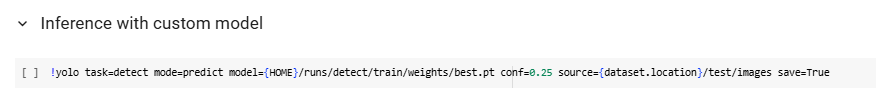 Inference with custom model
[ ] !yolo task=detect mode=predict model={HOME}/runs/detect/train/weights/best.pt conf=0.25 source={dataset.location}/test/images save=True